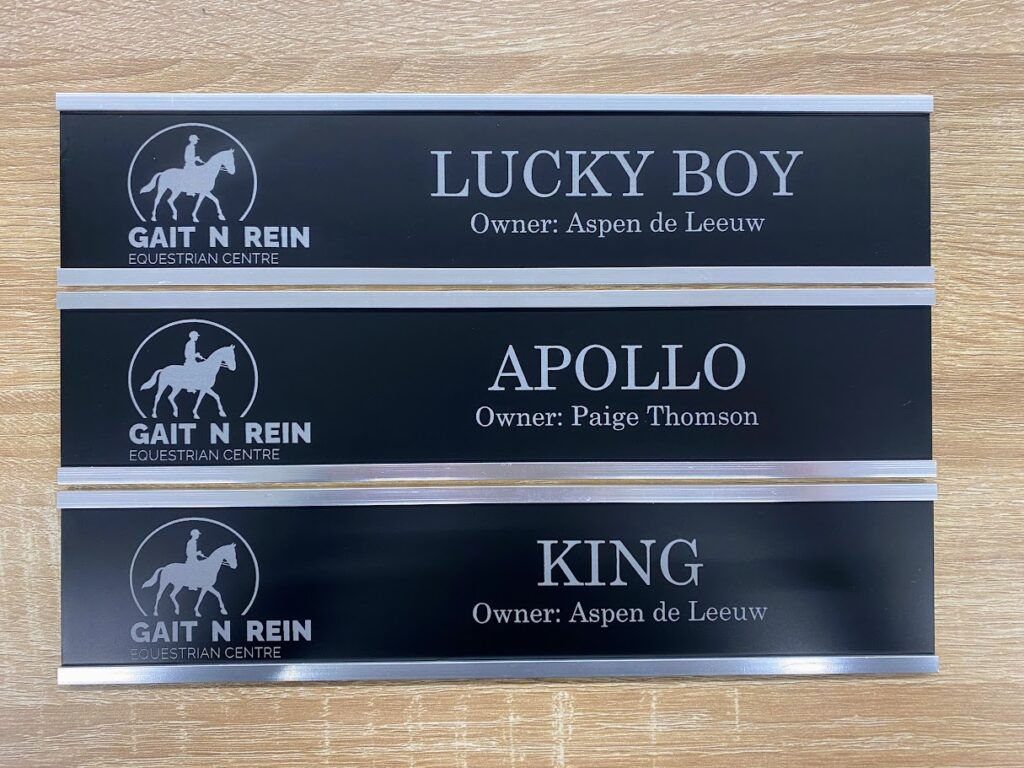 GAIT N REIN
EQUESTRIAN CENTRE
LUCKY BOY
Owner: Aspen de Leeuw
GAIT N REIN
EQUESTRIAN CENTRE
APOLLO
Owner: Paige Thomson
GAIT N REIN
EQUESTRIAN CENTRE
KING
Owner: Aspen de Leeuw